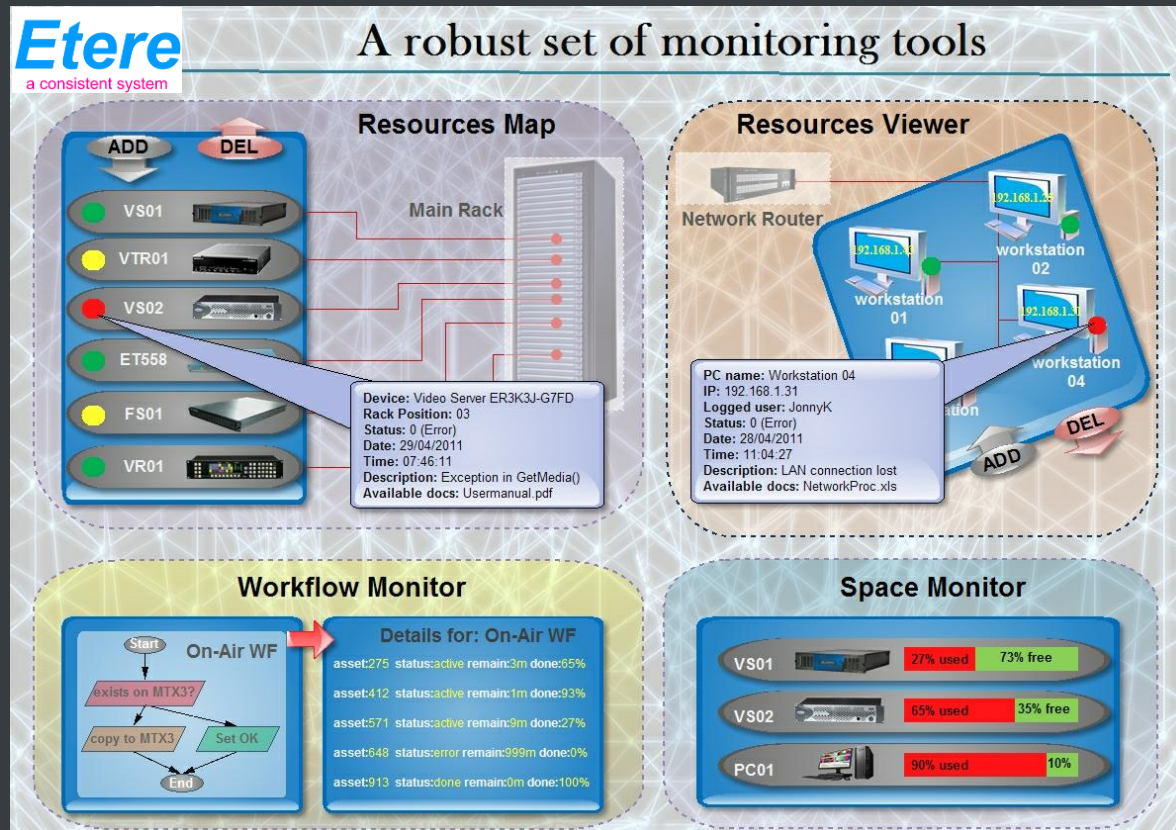 Etere
a consistent system
A robust set of monitoring tools
Resources Map
ADD
DEL
VS01
VTR01
VS02
ET558
FS01
VR01
Main Rack
Device: Video Server ER3K3J-G7FD
Rack Position: 03
Status: 0 (Error)
Date: 29/04/2011
Time: 07:46:11
Description: Exception in GetMedia()
Available docs: Usermanual.pdf
Resources Viewer
Network Router
192.168.1.25
workstation
02
workstation
01
192.168.1.31
workstation
04
PC name: Workstation 04
IP: 192.168.1.31
Logged user: JonnyK
Status: 0 (Error)
Date: 28/04/2011
Time: 11:04:27
Description: LAN connection lost
Available docs: NetworkProc.xls
ADD
DEL
Workflow Monitor
Start
On-Air WF
exists on MTX3?
copy to MTX3
Set OK
End
Details for: On-Air WF
asset:275 status:active remain:3m done:65%
asset:412 status:active remain:1m done:93%
asset:571 status:active remain:9m done:27%
asset:648 status:error remain:999m done:0%
asset:913 status:done remain:0m done:100%
Space Monitor
VS01
27% used
73% free
VS02
65% used
35% free
PC01
90% used
10%